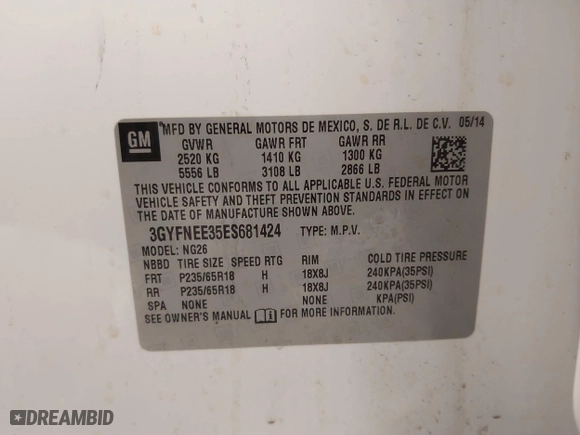 GM
MFD BY GENERAL MOTORS DE MEXICO, S. DE R.L. DE C.V. 05/14
GVWR GAWR FRT GAWR RR
2520 KG 1410 KG 1300 KG
5556 LB 3108 LB 2866 LB
THIS VEHICLE CONFORMS TO ALL APPLICABLE U.S. FEDERAL MOTOR
VEHICLE SAFETY AND THEFT PREVENTION STANDARDS IN EFFECT ON
THE DATE OF MANUFACTURE SHOWN ABOVE.
3GYFNEE35ES681424 TYPE: M.P.V.
MODEL: NG26
NBBD TIRE SIZE SPEED RTG RIM COLD TIRE PRESSURE
FRT P235/65R18 H 18X8J 240KPA(35PSI)
RR P235/65R18 H 18X8J 240KPA(35PSI)
SPA NONE NONE KPA(PSI)
SEE OWNER'S MANUAL FOR MORE INFORMATION.
DREAMBID